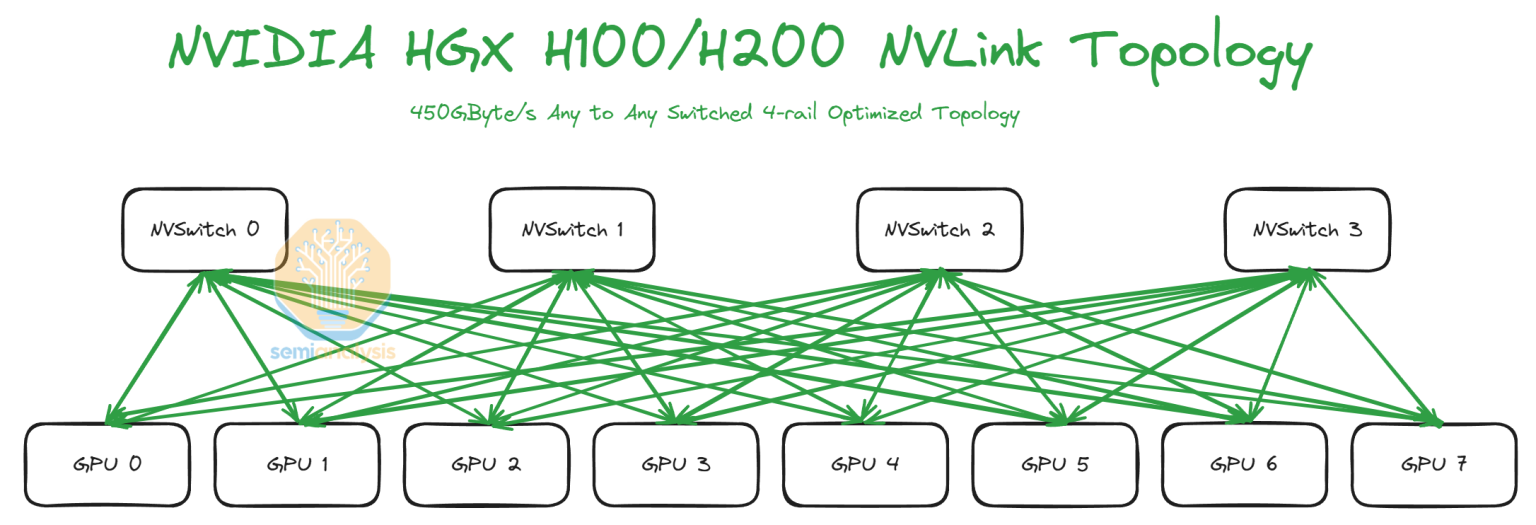 NVIDIA HGX H100/H200 NVLink Topology
450GByte/s Any to Any Switched 4-rail Optimized Topology
NVSwitch 0
NVSwitch 1
NVSwitch 2
NVSwitch 3
semianalysis
GPU 0
GPU 1
GPU 2
GPU 3
GPU 4
GPU 5
GPU 6
GPU 7